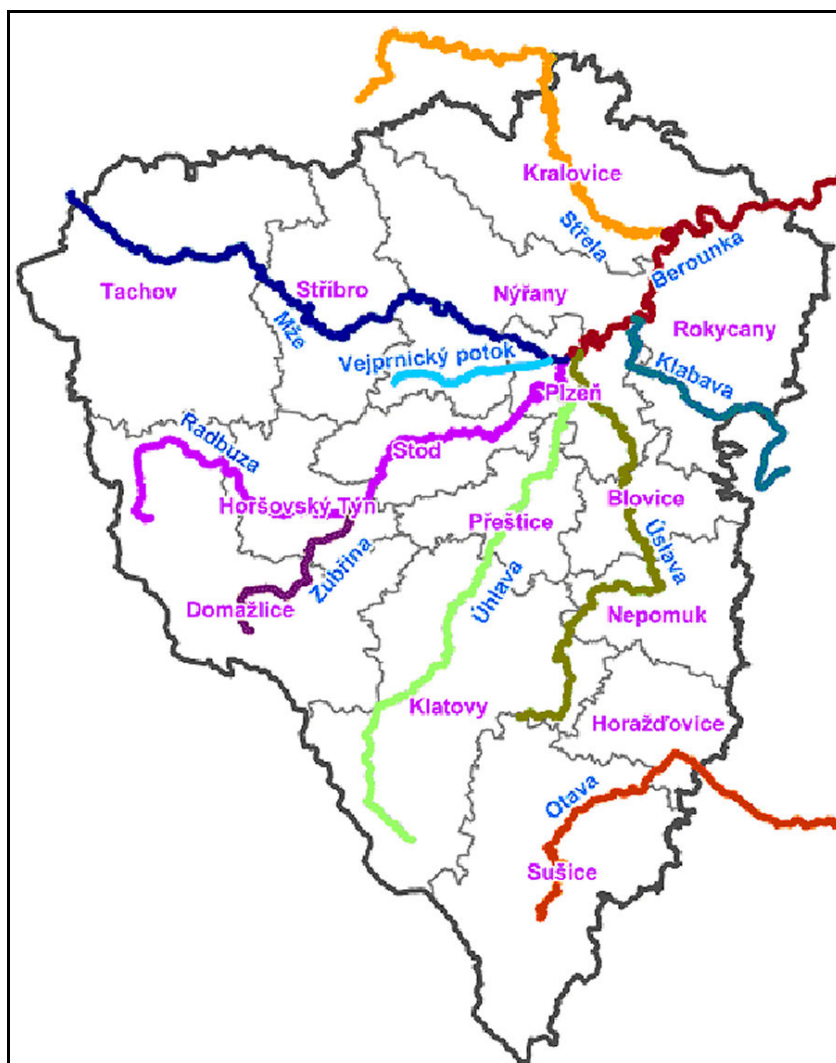 Kralovice
Střela
Berounka
Tachov
Stříbro
Nýřany
Mže
Rokycany
Vejprnický potok
Klabava
Plzeň
Radbuza
Stod
Horšovský Týn
Blovice
Přeštice
Úslava
Zubřina
Úhlava
Domažlice
Nepomuk
Klatovy
Horažďovice
Otava
Sušice